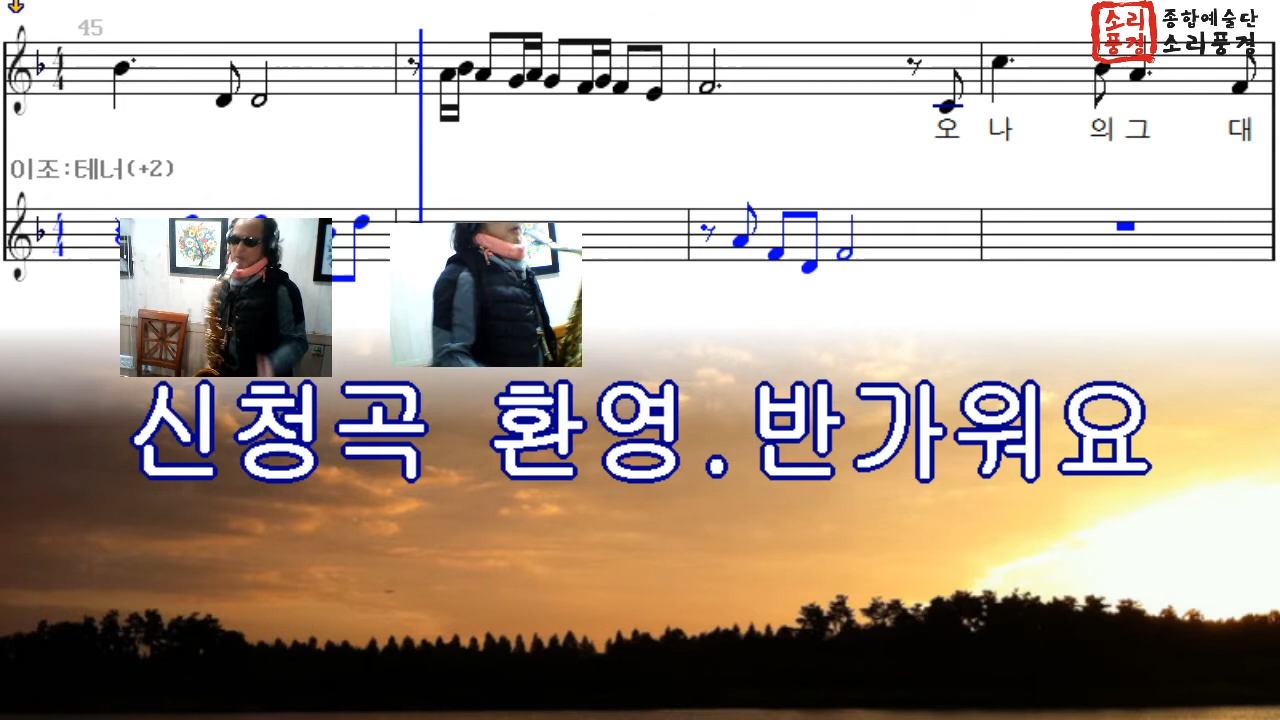 45
소리
풍경
종합예술단
소리풍경
오 나 의 그 대
이조:테너(+2)
신청곡 환영.반가워요